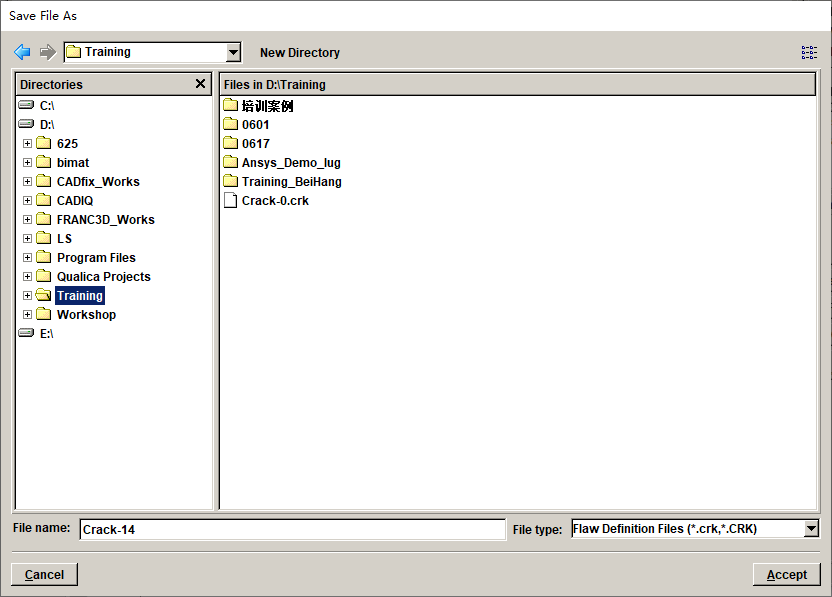 Save File As
Training
New Directory
Directories
C:\
D:\
625
bimat
CADfix_Works
CADIQ
FRANC3D_Works
LS
Program Files
Qualica Projects
Training
Workshop
E:\
Files in D:\Training
培训案例
0601
0617
Ansys_Demo_lug
Training_BeiHang
Crack-0.crk
File name: Crack-14
File type: Flaw Definition Files (*.crk,*.CRK)
Cancel
Accept